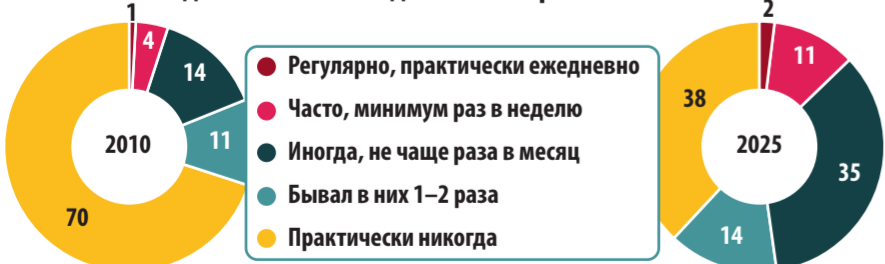 1
4
14
11
2010
70
Регулярно, практически ежедневно
Часто, минимум раз в неделю
Иногда, не чаще раза в месяц
Бывал в них 1–2 раза
Практически никогда
2
11
38
2025
35
14